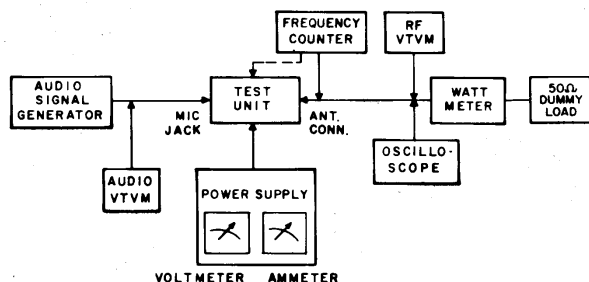 FREQUENCY
COUNTER
RF
VTVM
AUDIO
SIGNAL
GENERATOR
TEST
UNIT
MIC
JACK
ANT.
CONN.
WATT
METER
50Ω
DUMMY
LOAD
AUDIO
VTVM
OSCILLO-
SCOPE
POWER SUPPLY
VOLTMETER AMMETER